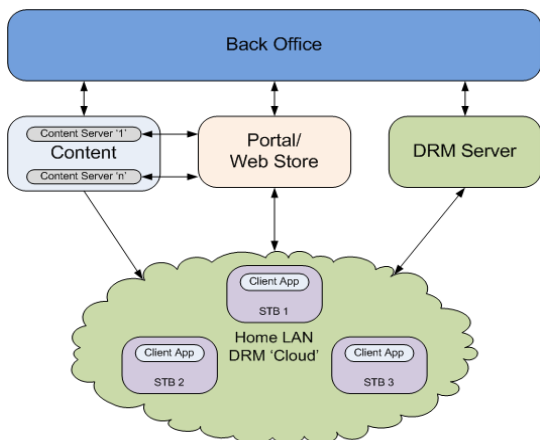 Back Office
Content Server '1'
Content
Content Server 'n'
Portal/
Web Store
DRM Server
Client App
STB 1
Home LAN
DRM 'Cloud'
Client App
STB 2
Client App
STB 3